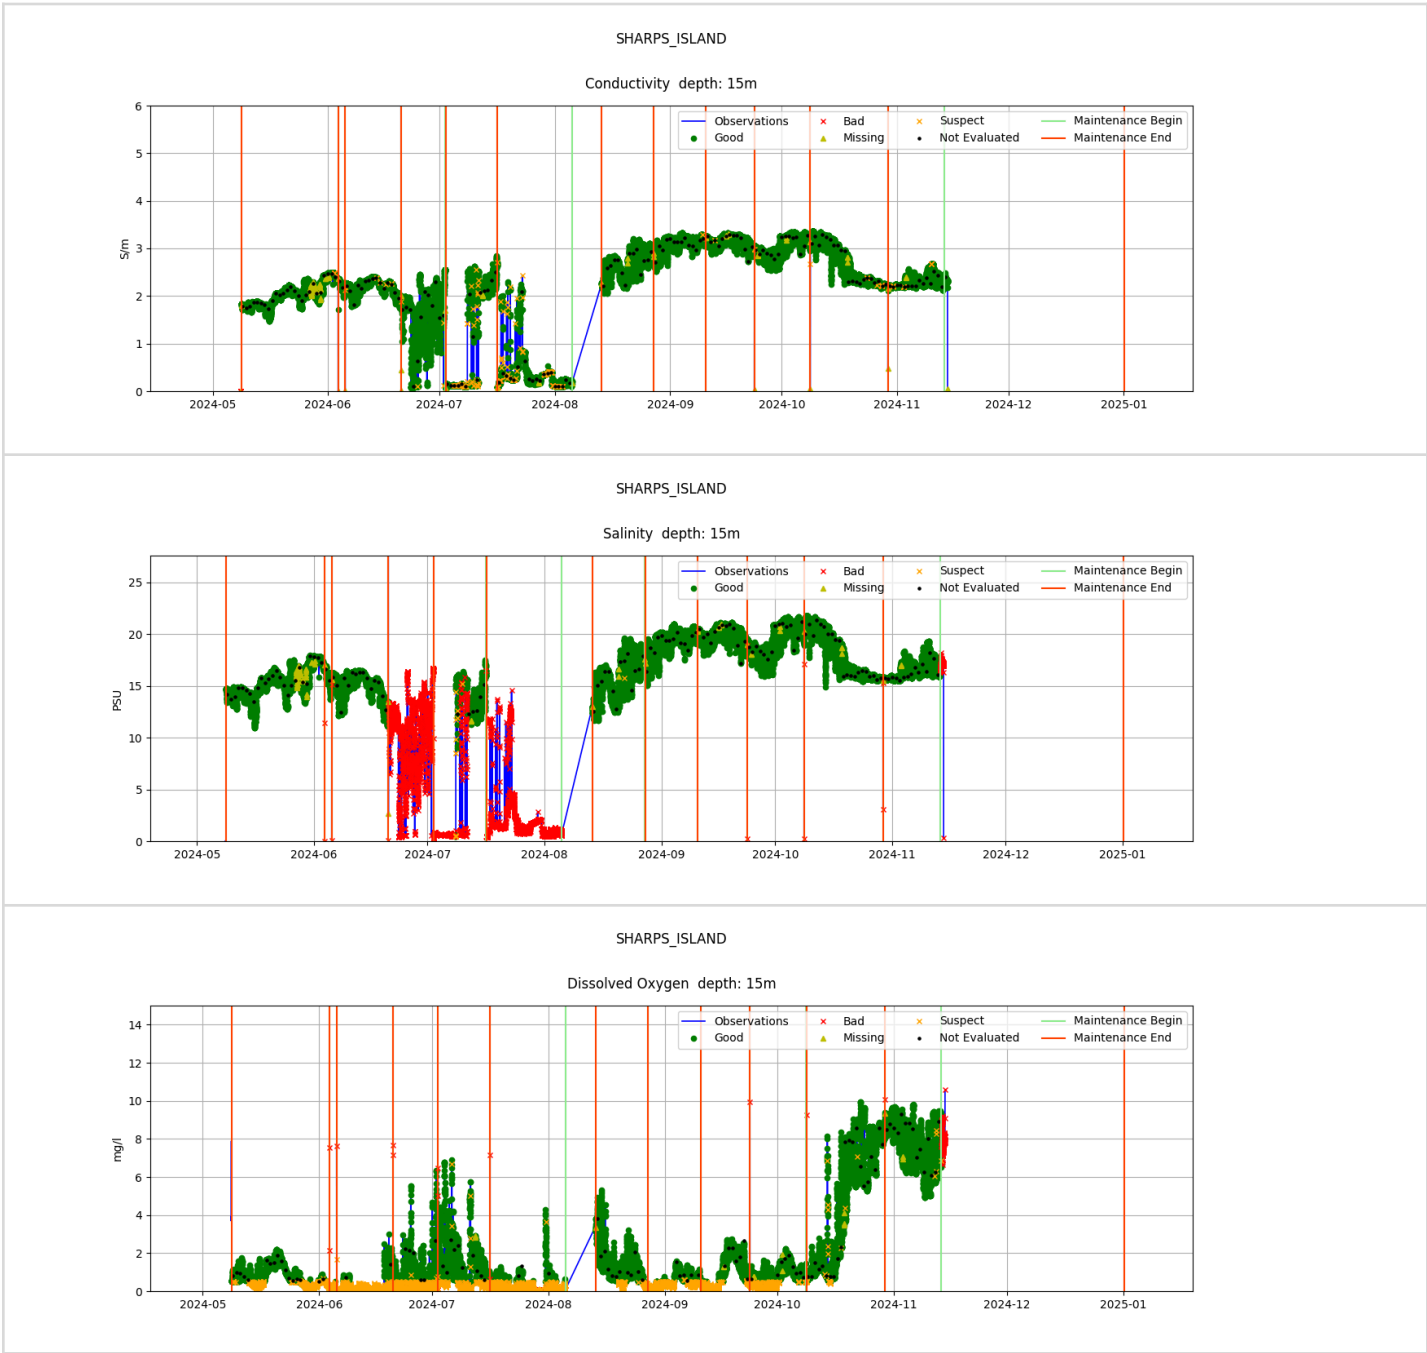 SHARPS_ISLAND
Conductivity depth: 15m
Observations Bad Suspect Maintenance Begin
Good Missing Not Evaluated Maintenance End
6
5
4
3
2
1
0
S/m
2024-05 2024-06 2024-07 2024-08 2024-09 2024-10 2024-11 2024-12 2025-01
SHARPS_ISLAND
Salinity depth: 15m
Observations Bad Suspect Maintenance Begin
Good Missing Not Evaluated Maintenance End
25
20
15
10
5
0
PSU
2024-05 2024-06 2024-07 2024-08 2024-09 2024-10 2024-11 2024-12 2025-01
SHARPS_ISLAND
Dissolved Oxygen depth: 15m
Observations Bad Suspect Maintenance Begin
Good Missing Not Evaluated Maintenance End
14
12
10
8
6
4
2
0
mg/l
2024-05 2024-06 2024-07 2024-08 2024-09 2024-10 2024-11 2024-12 2025-01